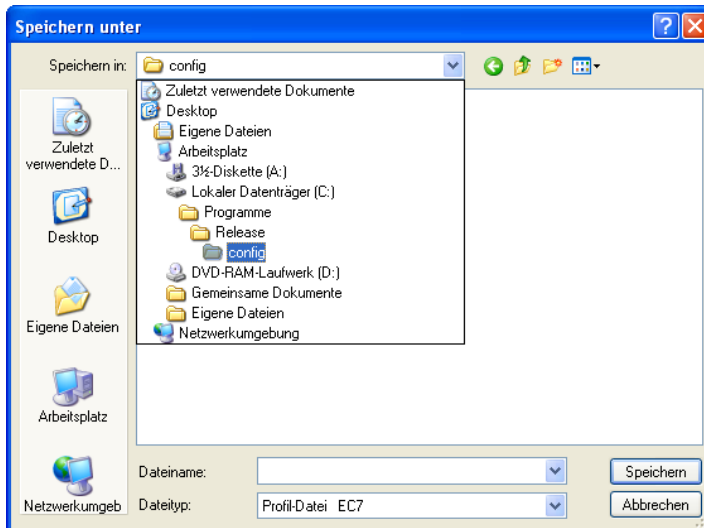 Speichern unter
Speichern in:
config
Zuletzt verwendete Dokumente
Desktop
Eigene Dateien
Arbeitsplatz
3½-Diskette (A:)
Lokaler Datenträger (C:)
Programme
Release
config
DVD-RAM-Laufwerk (D:)
Gemeinsame Dokumente
Eigene Dateien
Netzwerkumgebung
Zuletzt
verwendete D...
Desktop
Eigene Dateien
Arbeitsplatz
Netzwerkumgeb
Dateiname:
Speichern
Dateityp:
Profil-Datei EC7
Abbrechen